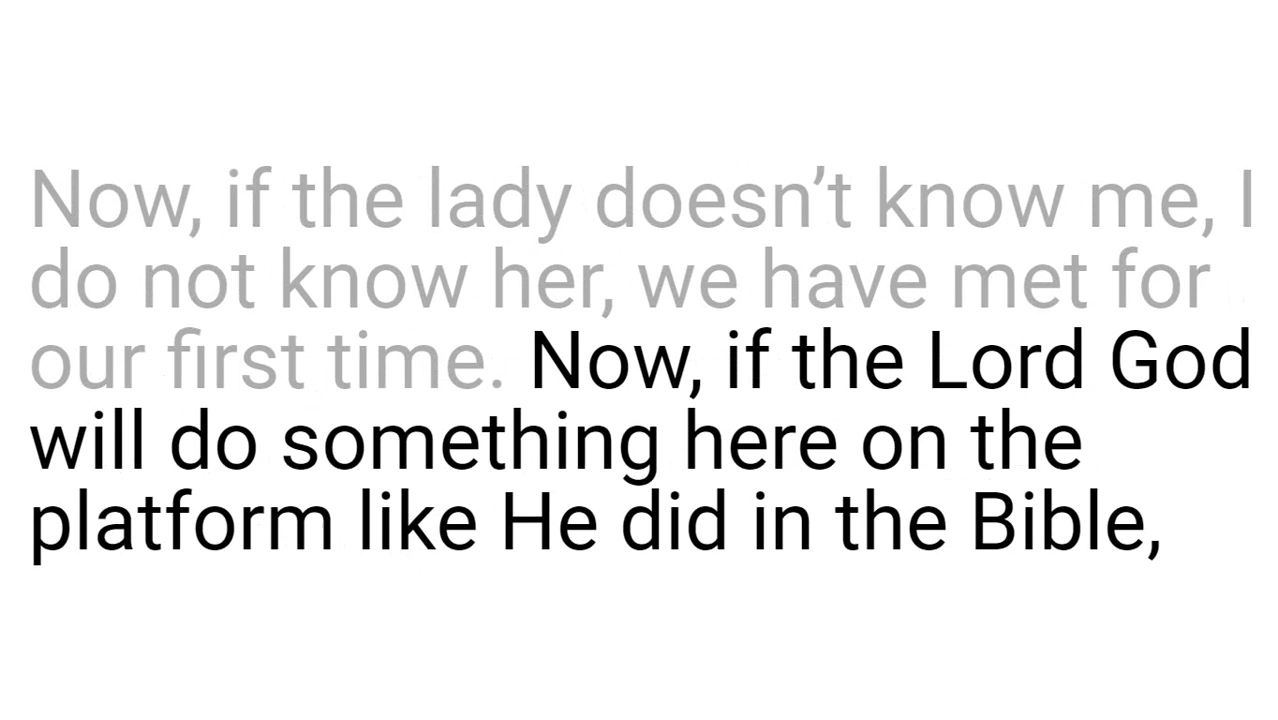 Now, if the lady doesn’t know me, I
do not know her, we have met for
our first time. Now, if the Lord God
will do something here on the
platform like He did in the Bible,